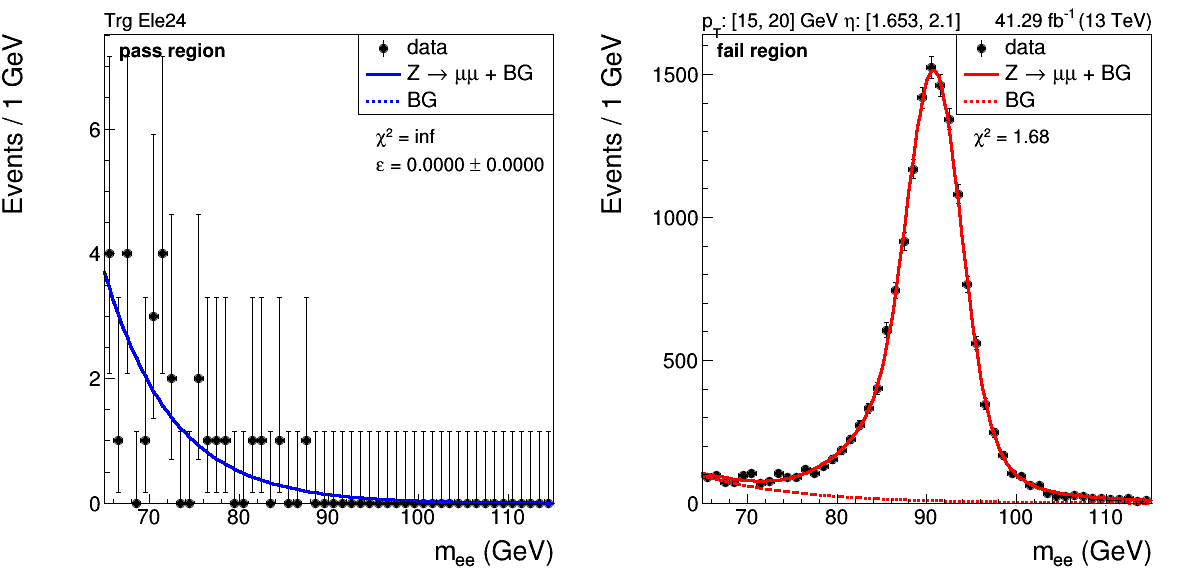 Trg Ele24
pass region
data
Z → μμ + BG
BG
χ² = inf
ε = 0.0000 ± 0.0000
Events / 1 GeV
0
2
4
6
70
80
90
100
110
m_ee (GeV)
p_T: [15, 20] GeV η: [1.653, 2.1]
41.29 fb⁻¹ (13 TeV)
fail region
data
Z → μμ + BG
BG
χ² = 1.68
Events / 1 GeV
1500
1000
500
0
70
80
90
100
110
m_ee (GeV)